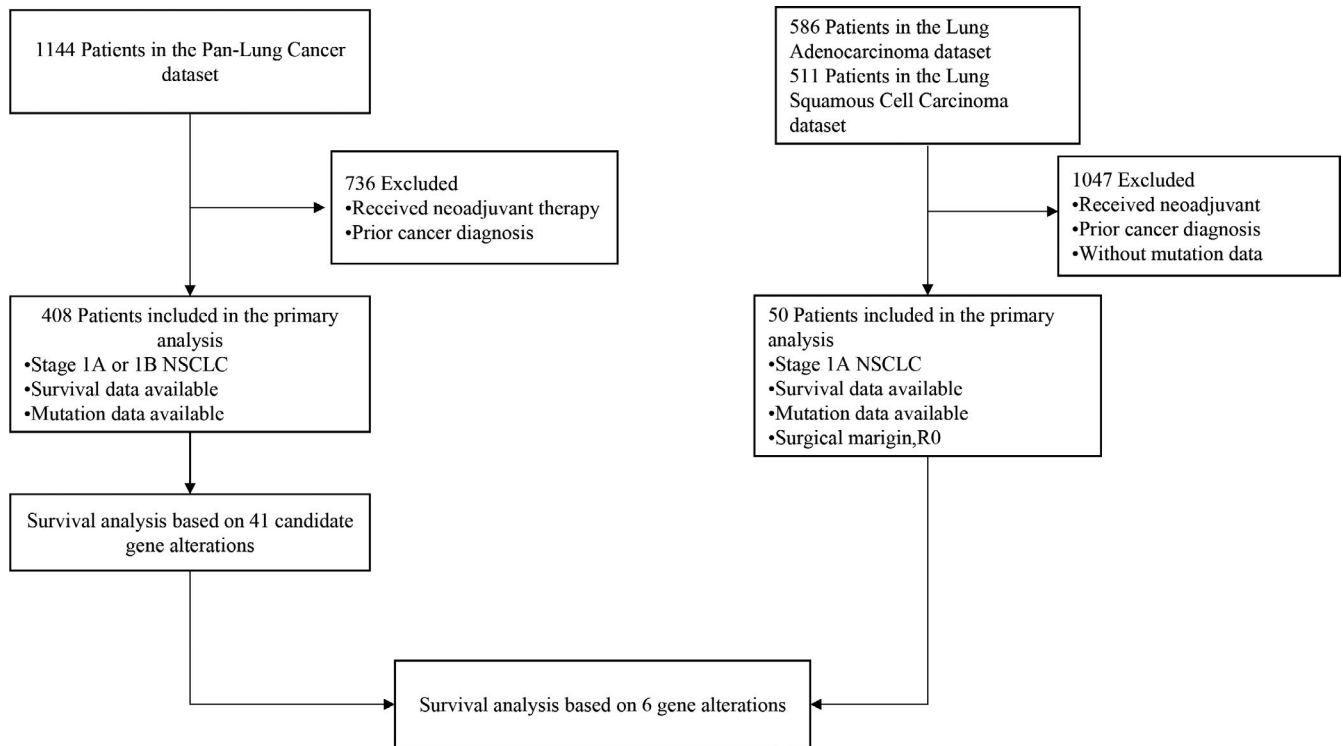 1144 Patients in the Pan-Lung Cancer
dataset
736 Excluded
•Received neoadjuvant therapy
•Prior cancer diagnosis
408 Patients included in the primary
analysis
•Stage 1A or 1B NSCLC
•Survival data available
•Mutation data available
Survival analysis based on 41 candidate
gene alterations
586 Patients in the Lung
Adenocarcinoma dataset
511 Patients in the Lung
Squamous Cell Carcinoma
dataset
1047 Excluded
•Received neoadjuvant
•Prior cancer diagnosis
•Without mutation data
50 Patients included in the primary
analysis
•Stage 1A NSCLC
•Survival data available
•Mutation data available
•Surgical marigin,R0
Survival analysis based on 6 gene alterations